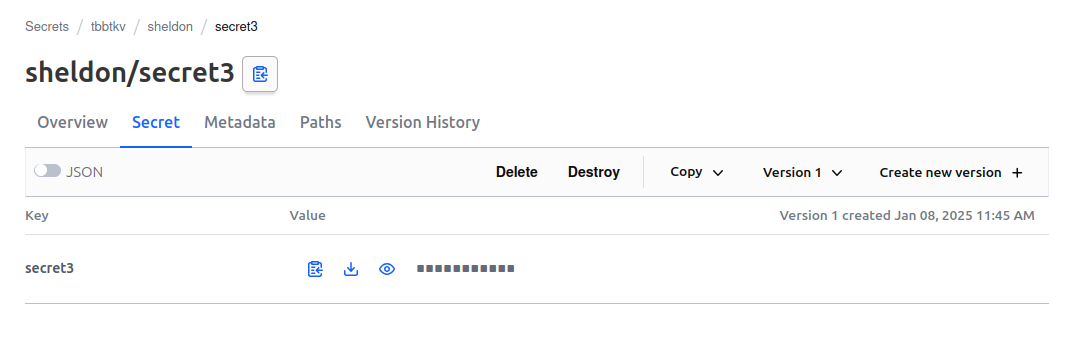 Secrets / tbbtkv / sheldon / secret3
sheldon/secret3
Overview Secret Metadata Paths Version History
JSON Delete Destroy Copy Version 1 Create new version +
Key Value Version 1 created Jan 08, 2025 11:45 AM
secret3 ■■■■■■■■■■■